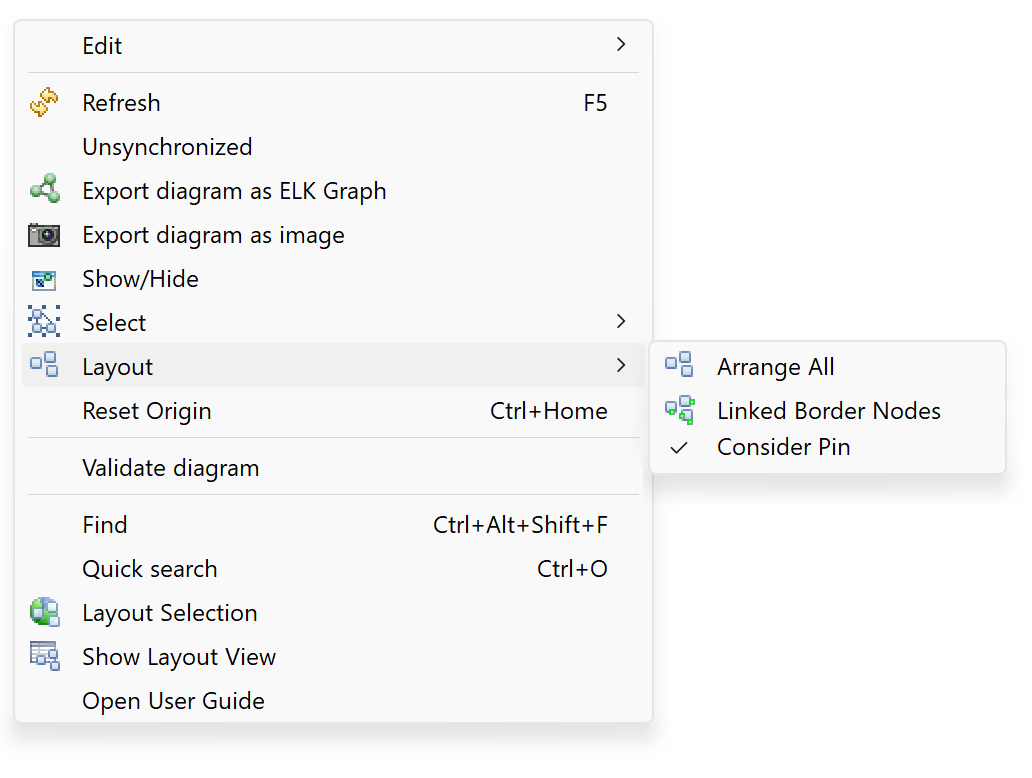 Edit
Refresh F5
Unsynchronized
Export diagram as ELK Graph
Export diagram as image
Show/Hide
Select
Layout
Reset Origin Ctrl+Home
Validate diagram
Find Ctrl+Alt+Shift+F
Quick search Ctrl+O
Layout Selection
Show Layout View
Open User Guide
Arrange All
Linked Border Nodes
Consider Pin